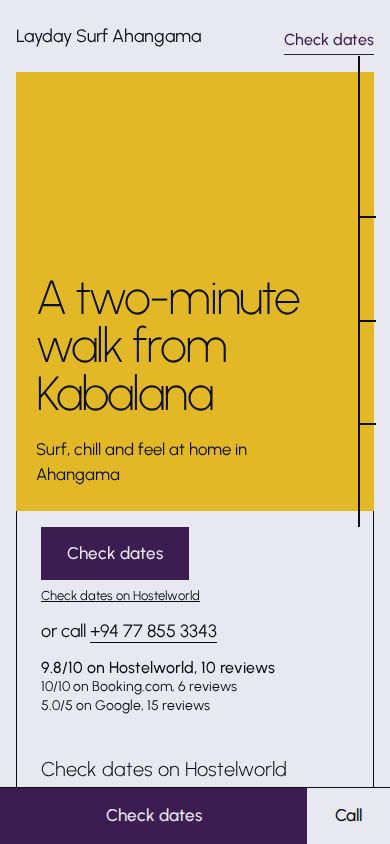 Layday Surf Ahangama
Check dates
A two-minute
walk from
Kabalana
Surf, chill and feel at home in
Ahangama
Check dates
Check dates on Hostelworld
or call +94 77 855 3343
9.8/10 on Hostelworld, 10 reviews
10/10 on Booking.com, 6 reviews
5.0/5 on Google, 15 reviews
Check dates on Hostelworld
Check dates
Call